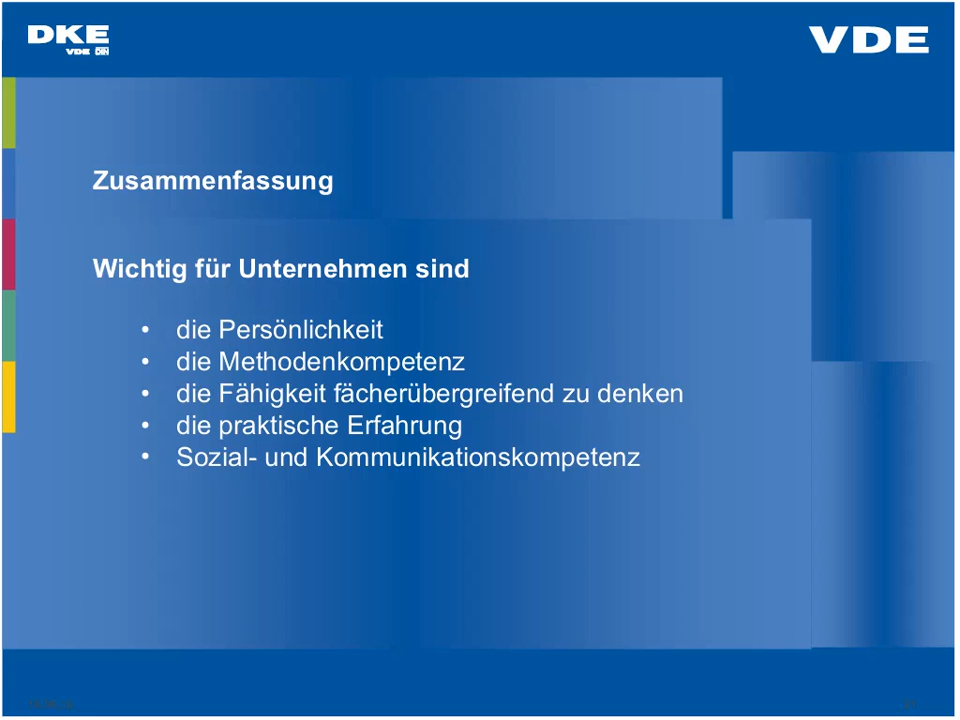 DKE
VDE DIN
VDE
Zusammenfassung
Wichtig für Unternehmen sind
• die Persönlichkeit
• die Methodenkompetenz
• die Fähigkeit fächerübergreifend zu denken
• die praktische Erfahrung
• Sozial- und Kommunikationskompetenz